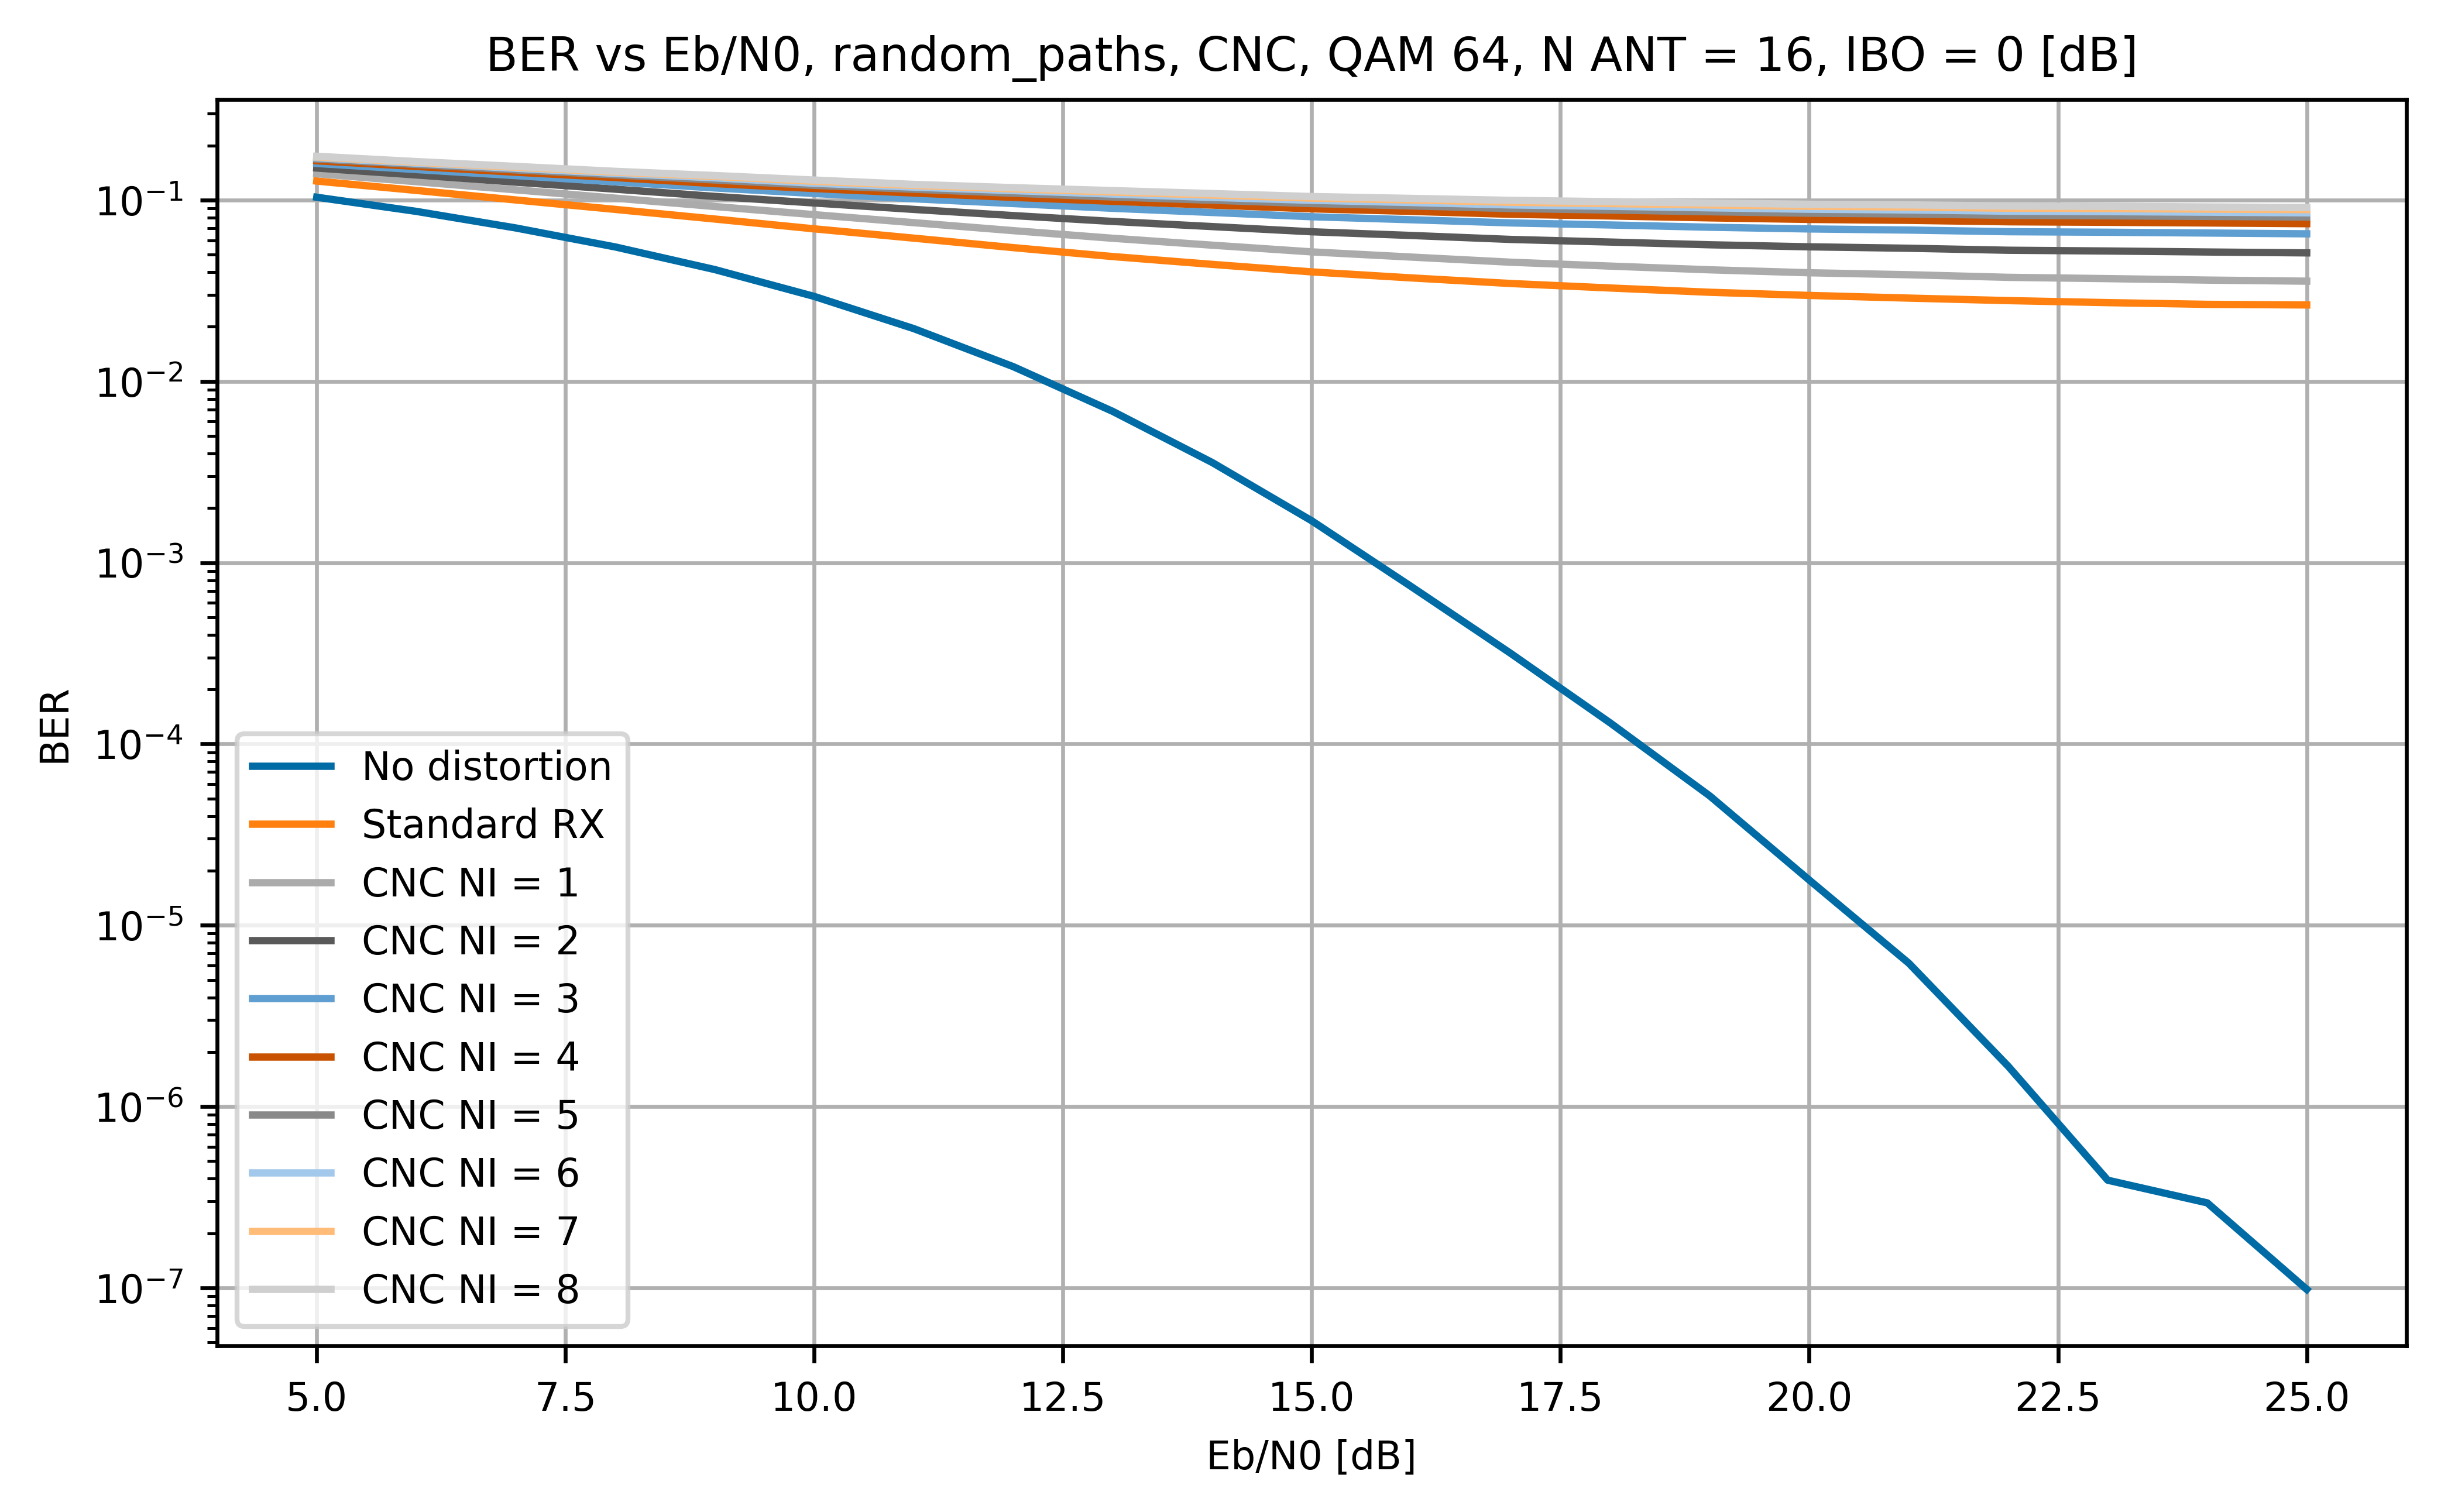 BER vs Eb/N0, random_paths, CNC, QAM 64, N ANT = 16, IBO = 0 [dB]
10⁻¹
10⁻²
10⁻³
10⁻⁴
10⁻⁵
10⁻⁶
10⁻⁷
BER
No distortion
Standard RX
CNC NI = 1
CNC NI = 2
CNC NI = 3
CNC NI = 4
CNC NI = 5
CNC NI = 6
CNC NI = 7
CNC NI = 8
5.0 7.5 10.0 12.5 15.0 17.5 20.0 22.5 25.0
Eb/N0 [dB]